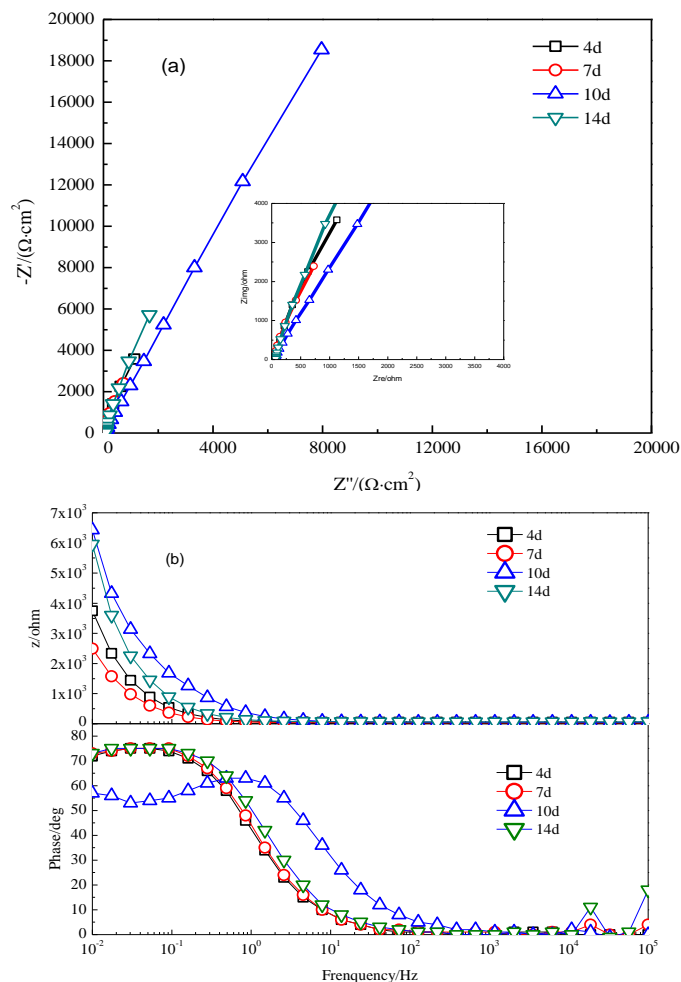 (a)
4d
7d
10d
14d
20000
18000
16000
14000
12000
10000
8000
6000
4000
2000
0
-Z'/(Ω·cm²)
0 4000 8000 12000 16000 20000
Z"/(Ω·cm²)
4000
3000
2000
1000
0
Zimg/ohm
0 500 1000 1500 2000 2500 3000 3500 4000
Zre/ohm
(b)
4d
7d
10d
14d
7x10³
6x10³
5x10³
4x10³
3x10³
2x10³
1x10³
0
z/ohm
4d
7d
10d
14d
80
70
60
50
40
30
20
10
0
Phase/deg
10⁻² 10⁻¹ 10⁰ 10¹ 10² 10³ 10⁴ 10⁵
Frenquency/Hz